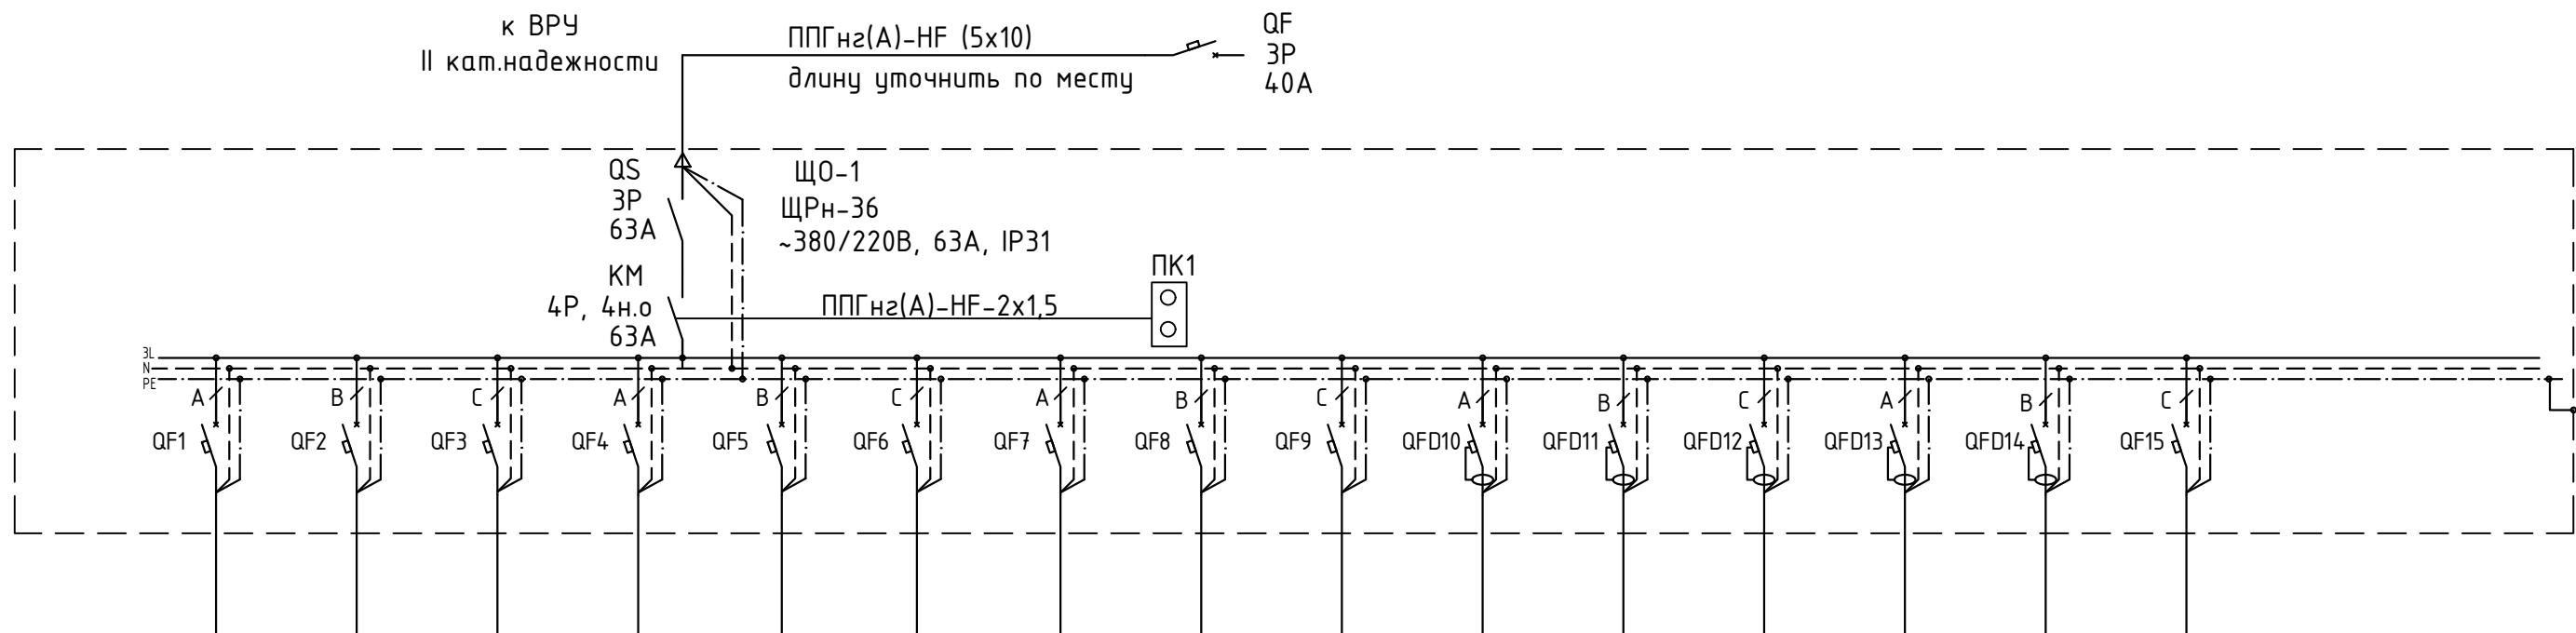 к ВРУ
II кат.надежности
ППГнг(А)-HF (5х10)
длину уточнить по месту
QF
3P
40А
QS
3P
63А
ЩО-1
ЩРн-36
~380/220В, 63А, IP31
КМ
4Р, 4н.о
63А
ППГнг(А)-HF-2х1,5
ПК1
3L
N
PE
A B C A B C A B C A B C A B C
QF1 QF2 QF3 QF4 QF5 QF6 QF7 QF8 QF9 QFD10 QFD11 QFD12 QFD13 QFD14 QF15